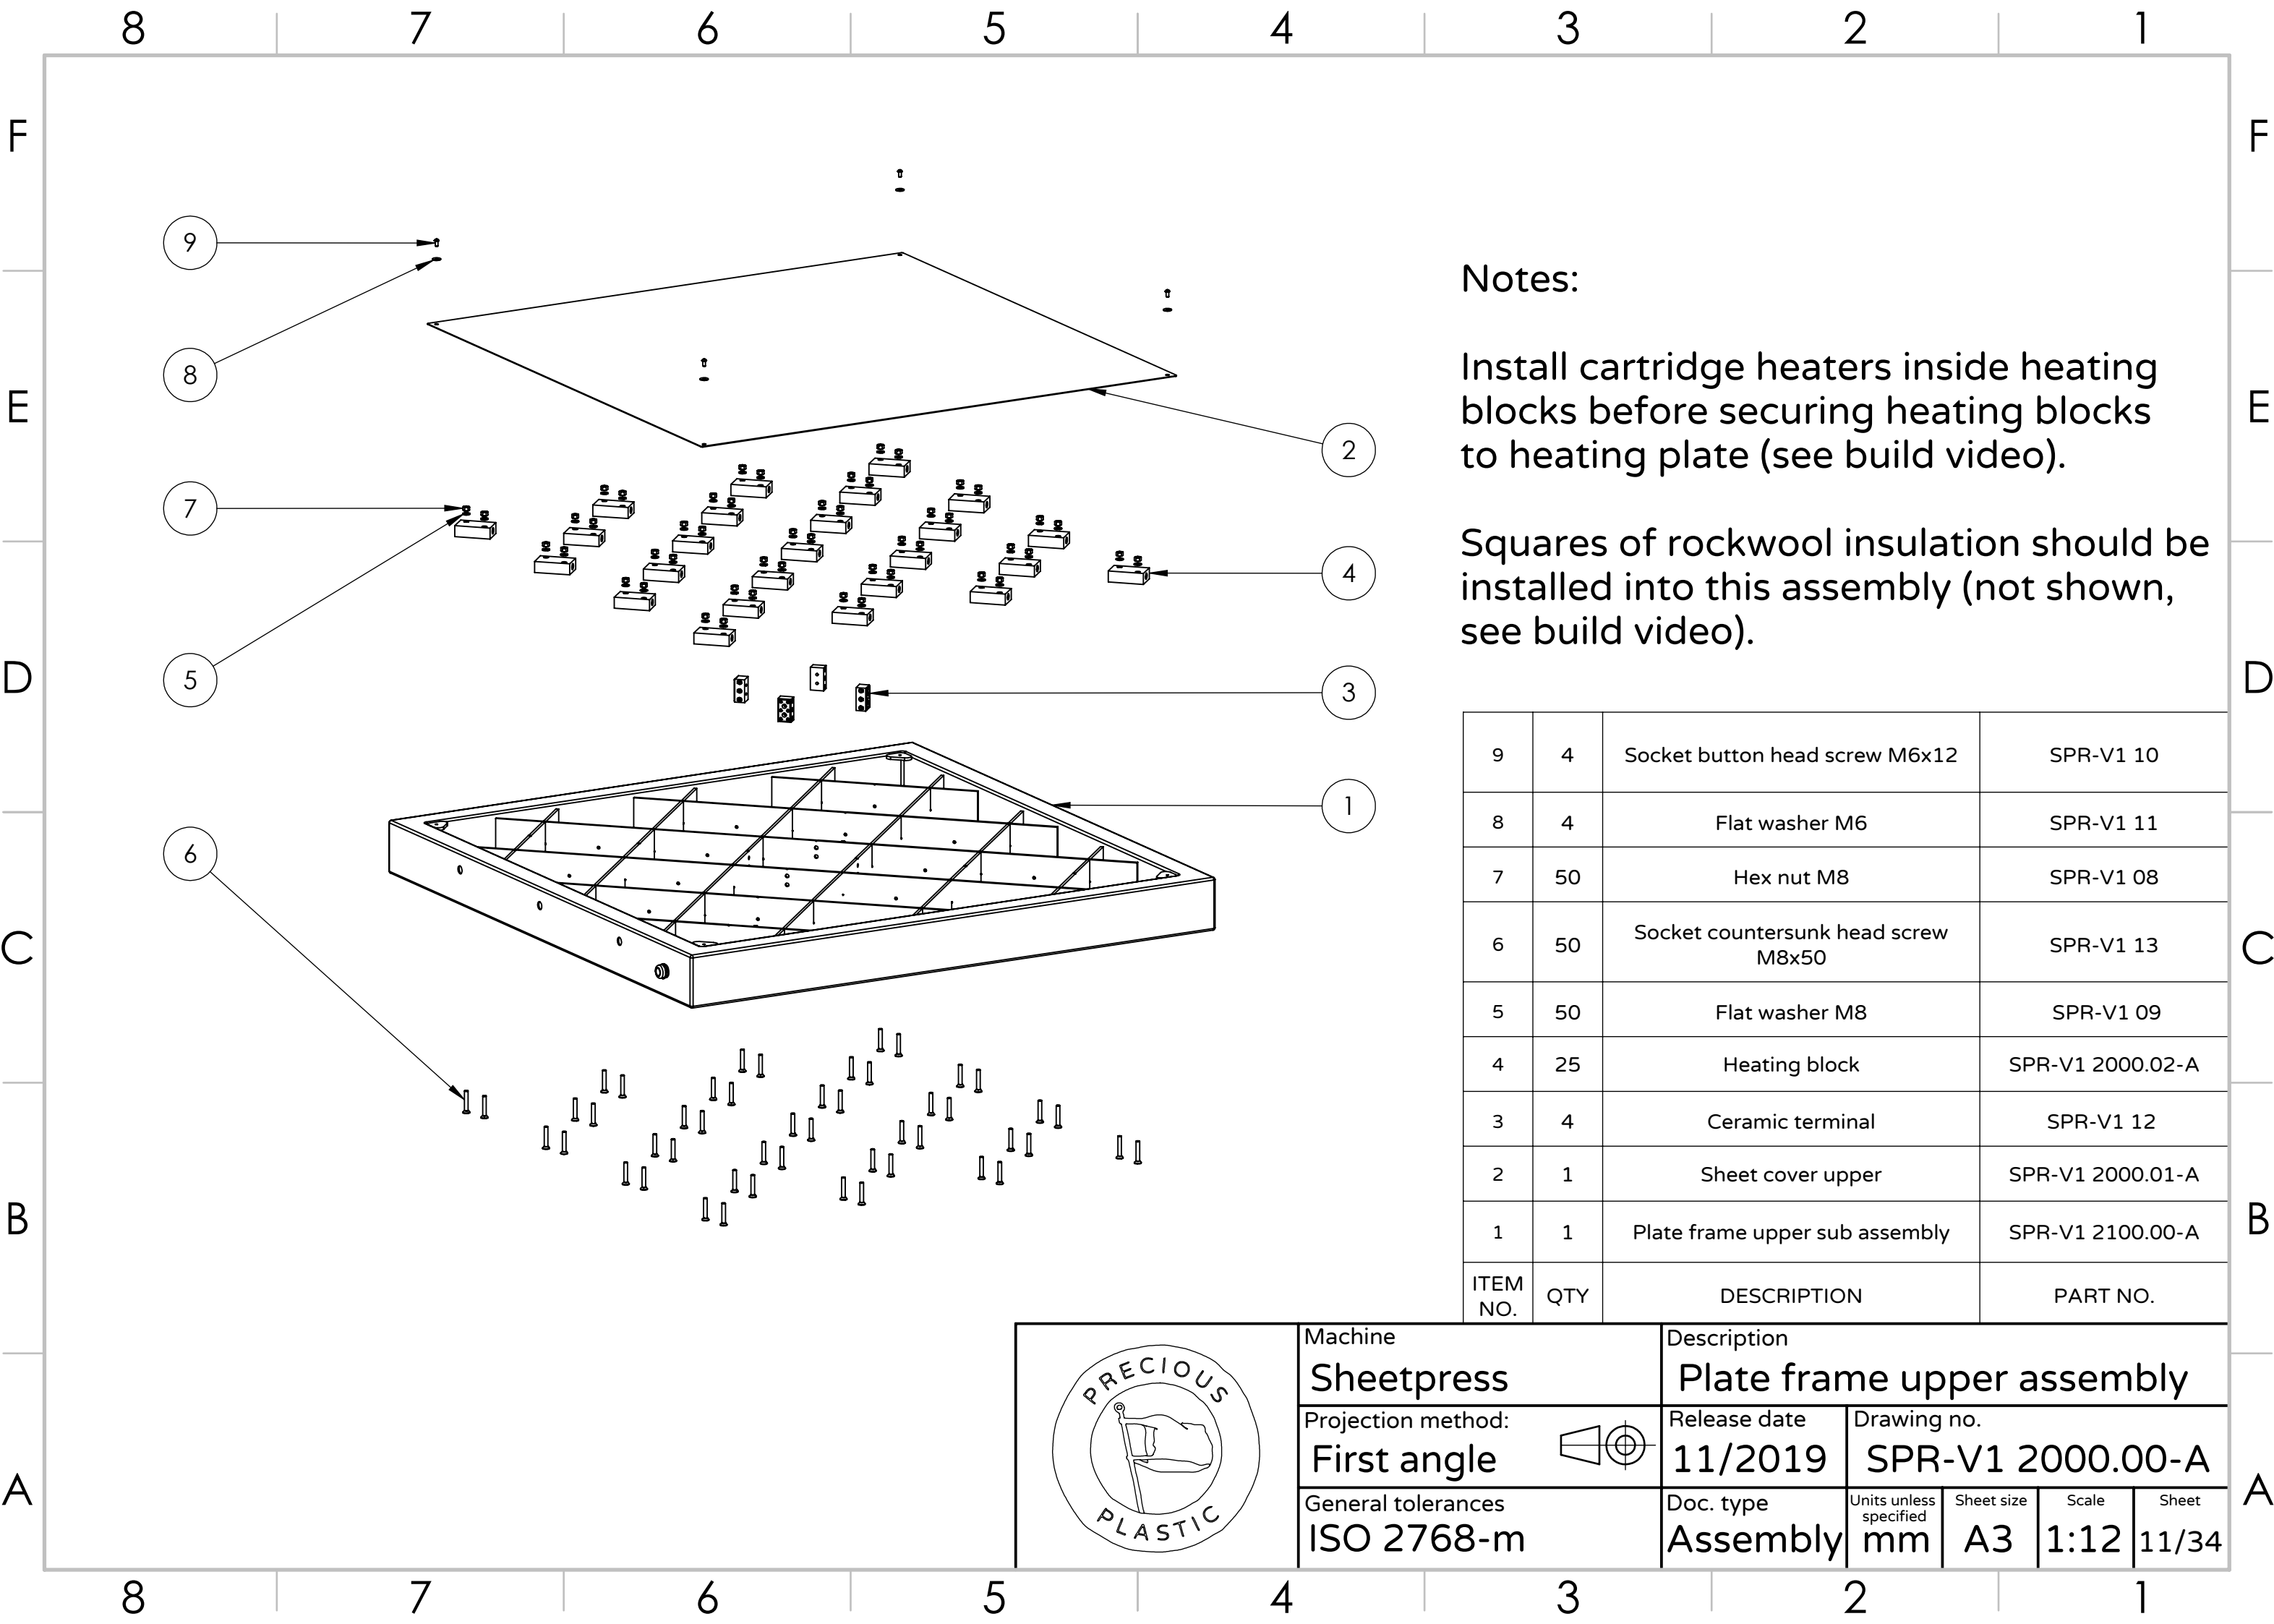 8 7 6 5 4 3 2 1
F F
E E
D D
C C
B B
A A
9
8
7
5
6
2
4
3
1
Notes:
Install cartridge heaters inside heating
blocks before securing heating blocks
to heating plate (see build video).
Squares of rockwool insulation should be
installed into this assembly (not shown,
see build video).
9 4 Socket button head screw M6x12 SPR-V1 10
8 4 Flat washer M6 SPR-V1 11
7 50 Hex nut M8 SPR-V1 08
6 50 Socket countersunk head screw
M8x50 SPR-V1 13
5 50 Flat washer M8 SPR-V1 09
4 25 Heating block SPR-V1 2000.02-A
3 4 Ceramic terminal SPR-V1 12
2 1 Sheet cover upper SPR-V1 2000.01-A
1 1 Plate frame upper sub assembly SPR-V1 2100.00-A
ITEM
NO. QTY DESCRIPTION PART NO.
PRECIOUS
PLASTIC
Machine
Sheetpress
Description
Plate frame upper assembly
Projection method:
First angle
Release date
11/2019
Drawing no.
SPR-V1 2000.00-A
General tolerances
ISO 2768-m
Doc. type
Assembly
Units unless
specified
mm
Sheet size
A3
Scale
1:12
Sheet
11/34
8 7 6 5 4 3 2 1